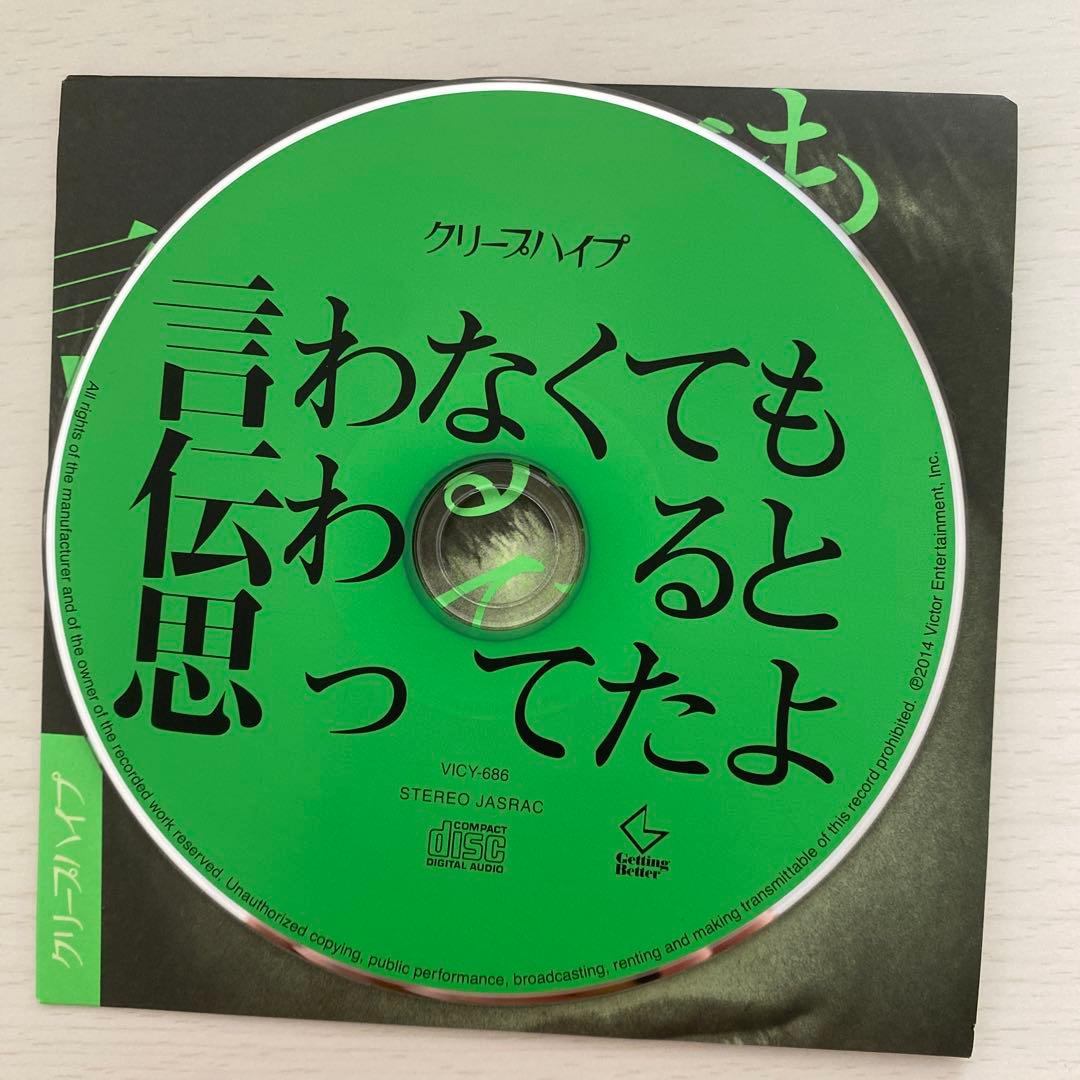 クリープハイプ
言わなくても
伝わると
思ってたよ
VICY-686
STEREO JASRAC
COMPACT
disc
DIGITAL AUDIO
Getting
Better
All rights of the manufacturer and of the owner of the recorded work reserved. Unauthorized copying, public performance, broadcasting, renting and making transmittable of this record prohibited. ℗2014 Victor Entertainment, Inc.
クリープハイプ